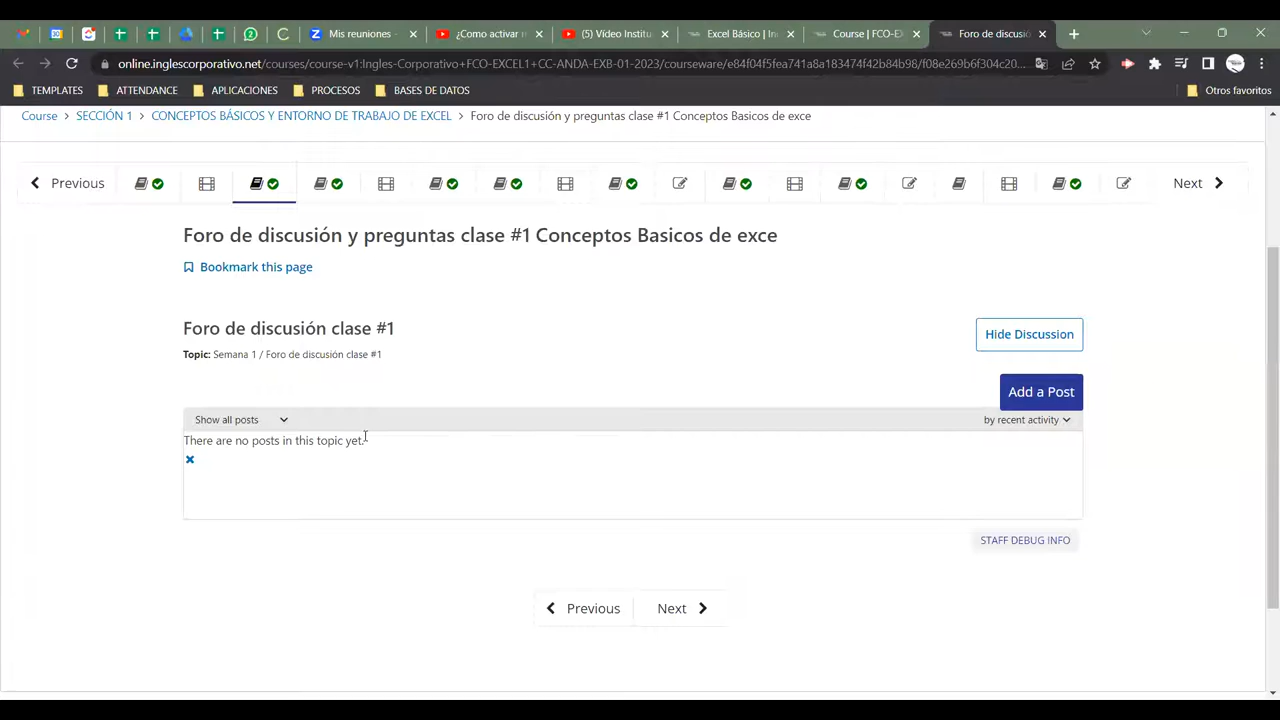 Mis reuniones -
¿Como activar r
(5) Vídeo Institu
Excel Básico | In
Course | FCO-EX
Foro de discusió
online.inglescorporativo.net/courses/course-v1:Ingles-Corporativo+FCO-EXCEL1+CC-ANDA-EXB-01-2023/courseware/e84f04f5fea741a8a183474f42b84b98/f08e269b6f304c20...
TEMPLATES
ATTENDANCE
APLICACIONES
PROCESOS
BASES DE DATOS
Otros favoritos
Course > SECCIÓN 1 > CONCEPTOS BÁSICOS Y ENTORNO DE TRABAJO DE EXCEL > Foro de discusión y preguntas clase #1 Conceptos Basicos de exce
Previous
Next
Foro de discusión y preguntas clase #1 Conceptos Basicos de exce
Bookmark this page
Foro de discusión clase #1
Hide Discussion
Topic: Semana 1 / Foro de discusión clase #1
Add a Post
Show all posts
by recent activity
There are no posts in this topic yet.
STAFF DEBUG INFO
Previous
Next